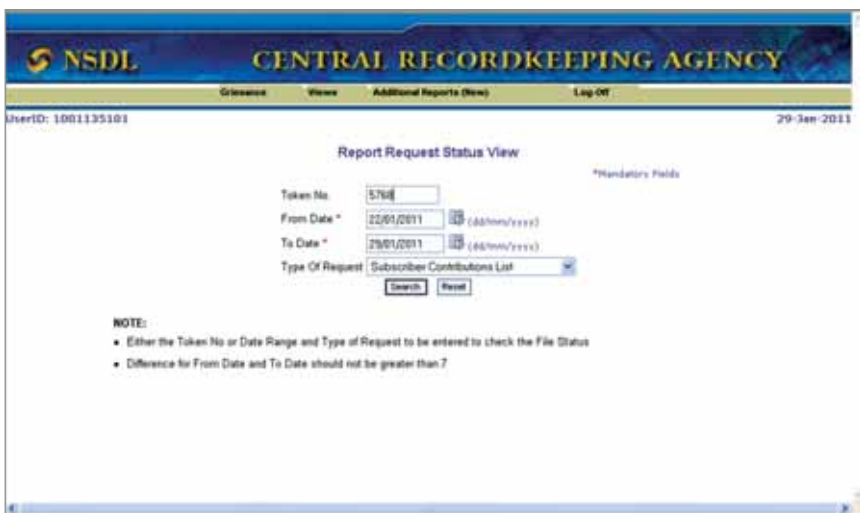 NSDL CENTRAL RECORDKEEPING AGENCY
Grievance Views Additional Reports (New) Log Off
UserID: 1001135101 29-Jan-2011
Report Request Status View
*Mandatory Fields
Token No. 5768
From Date * 22/01/2011 (dd/mm/yyyy)
To Date * 29/01/2011 (dd/mm/yyyy)
Type Of Request Subscriber Contributions List
Search Reset
NOTE:
• Either the Token No or Date Range and Type of Request to be entered to check the File Status
• Difference for From Date and To Date should not be greater than 7